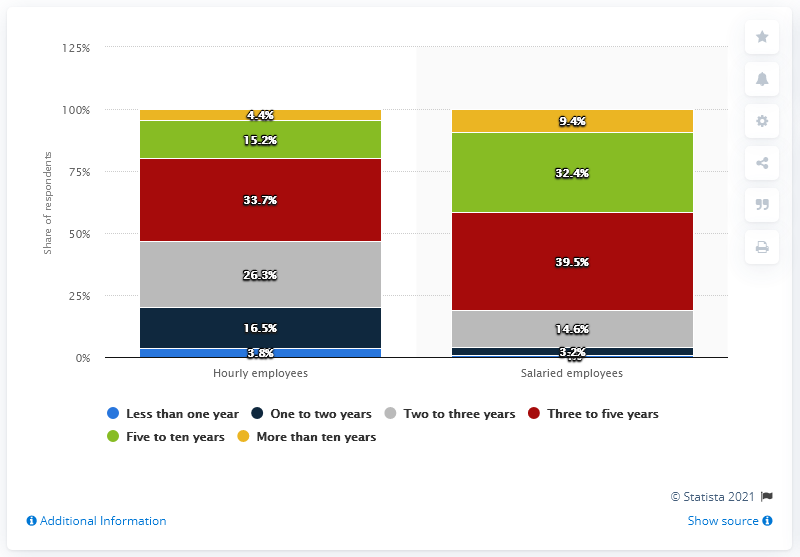 125%
100%
75%
50%
25%
0%
Share of respondents
4.4%
15.2%
33.7%
26.3%
16.5%
3.8%
9.4%
32.4%
39.5%
14.6%
3.2%
Hourly employees
Salaried employees
Less than one year One to two years Two to three years Three to five years
Five to ten years More than ten years
© Statista 2021
Additional Information
Show source